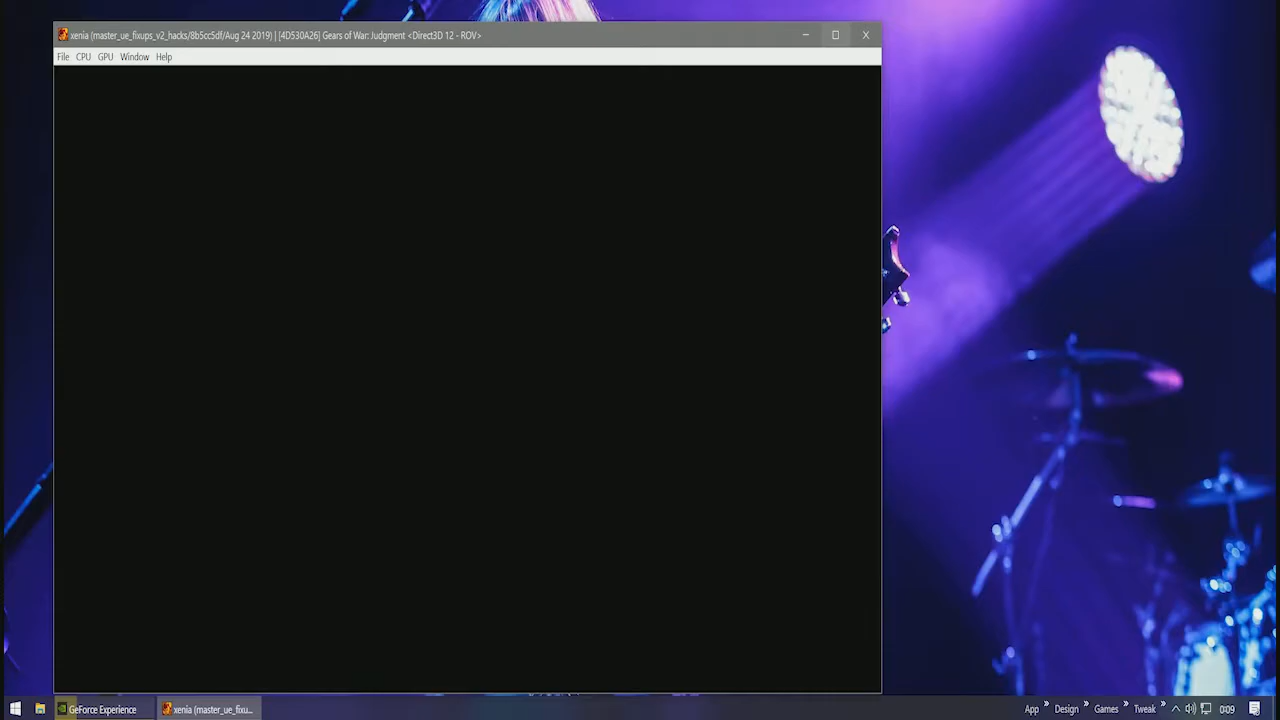 xenia (master_ue_fixups_v2_hacks/8b5cc5df/Aug 24 2019) | [4D530A26] Gears of War: Judgment <Direct3D 12 - ROV>
File CPU GPU Window Help
GeForce Experience
xenia (master_ue_fixu...
App » Design » Games » Tweak »
0:09